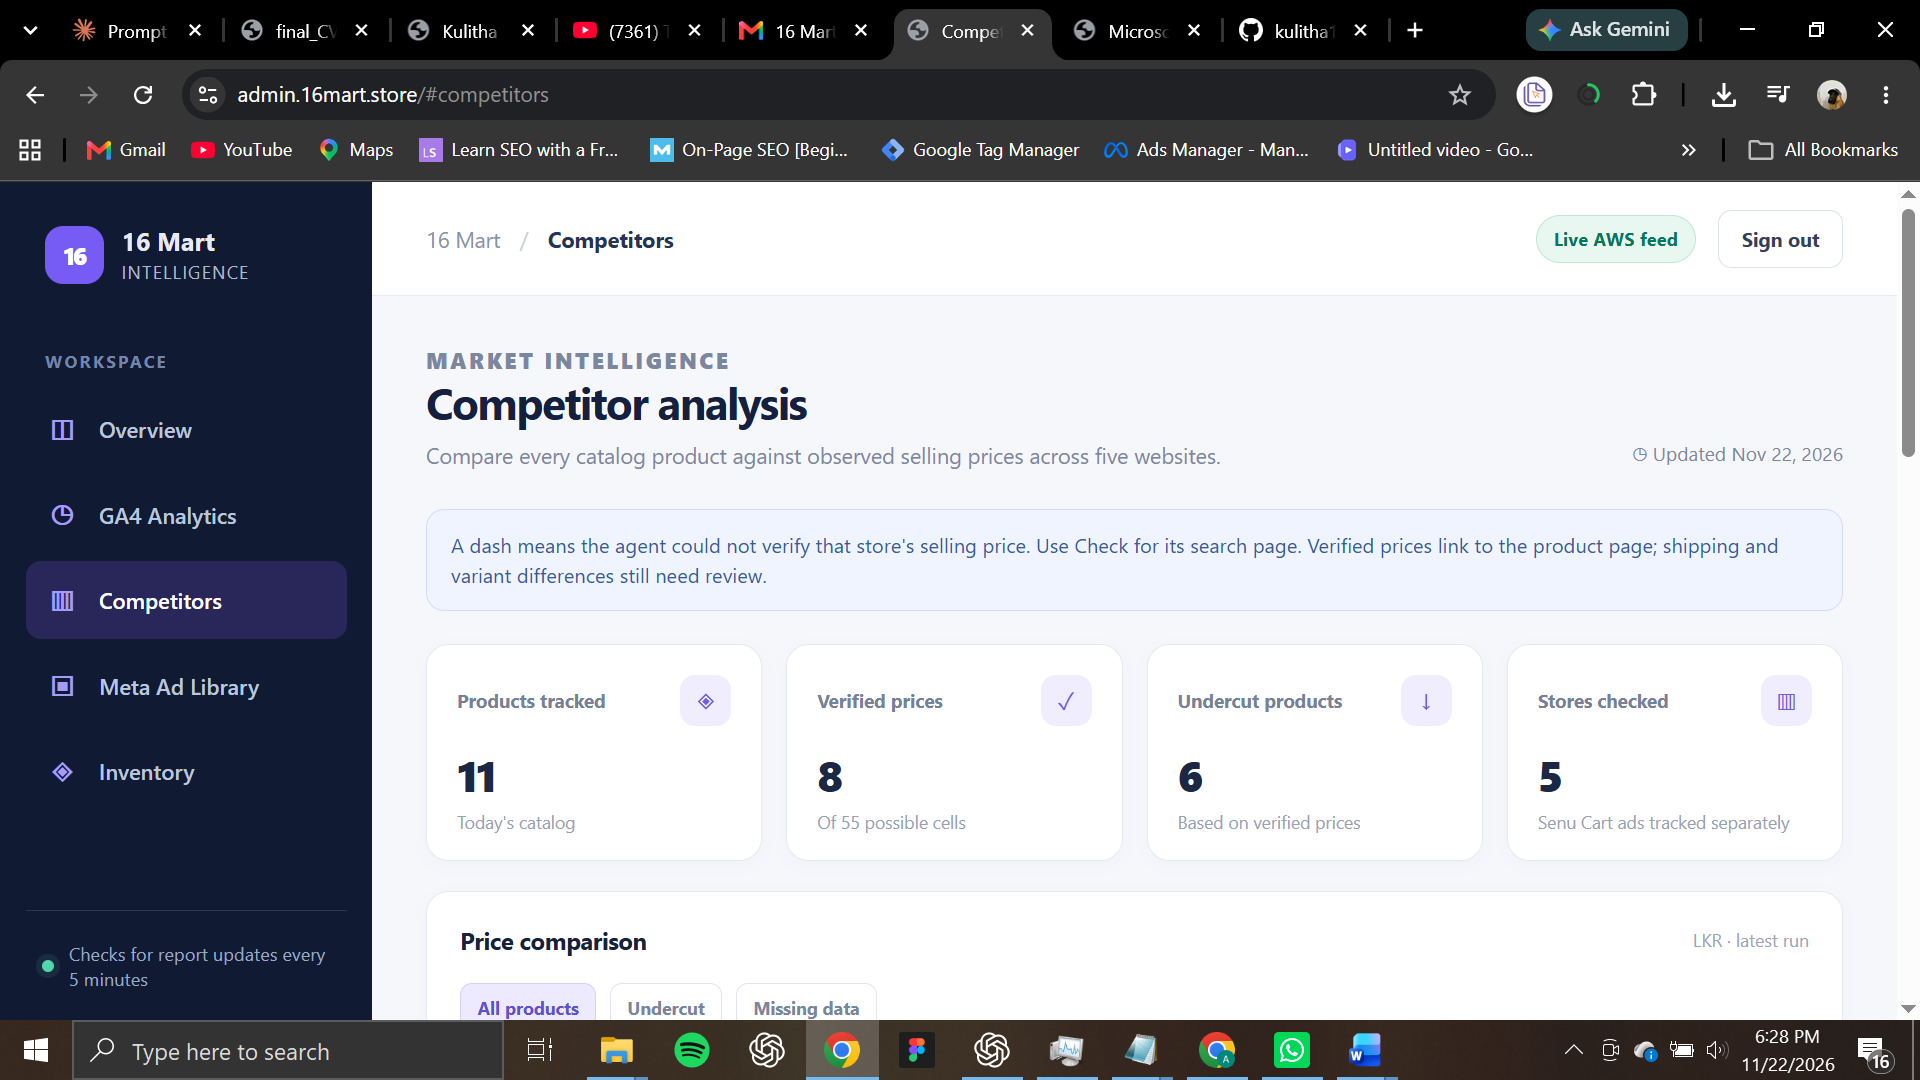 Prompt
final_CV
Kulitha
(7361)
16 Mart
Compet
Microso
kulitha1
Ask Gemini
admin.16mart.store/#competitors
Gmail
YouTube
Maps
Learn SEO with a Fr...
On-Page SEO [Begi...
Google Tag Manager
Ads Manager - Man...
Untitled video - Go...
All Bookmarks
16
16 Mart
INTELLIGENCE
WORKSPACE
Overview
GA4 Analytics
Competitors
Meta Ad Library
Inventory
Checks for report updates every
5 minutes
16 Mart / Competitors
Live AWS feed
Sign out
MARKET INTELLIGENCE
Competitor analysis
Compare every catalog product against observed selling prices across five websites.
Updated Nov 22, 2026
A dash means the agent could not verify that store's selling price. Use Check for its search page. Verified prices link to the product page; shipping and
variant differences still need review.
Products tracked
11
Today's catalog
Verified prices
8
Of 55 possible cells
Undercut products
6
Based on verified prices
Stores checked
5
Senu Cart ads tracked separately
Price comparison
LKR · latest run
All products
Undercut
Missing data
Type here to search
6:28 PM
11/22/2026
16